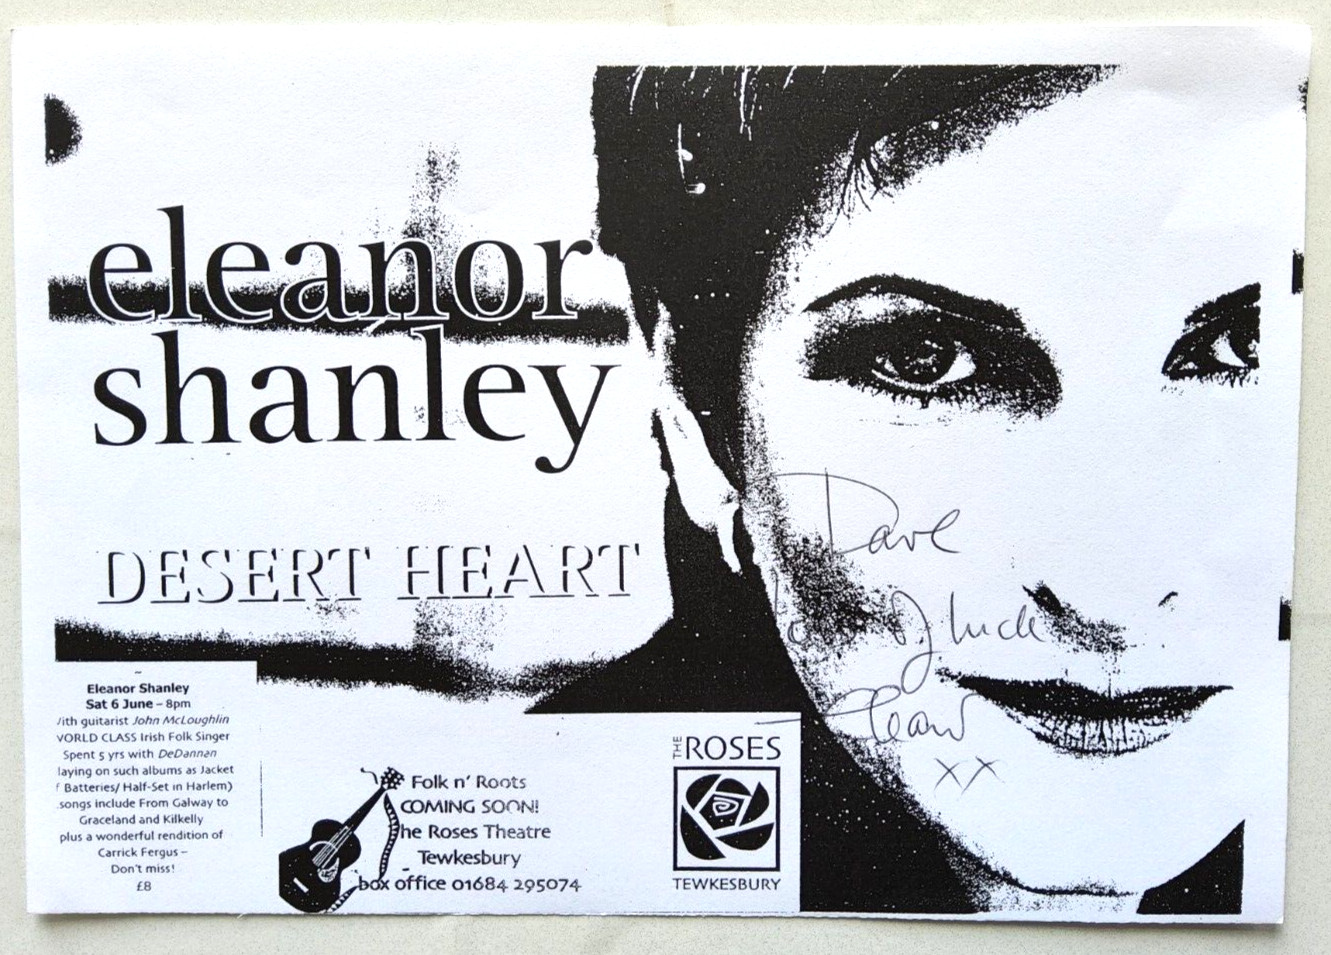 eleanor
shanley
DESERT HEART
Dave
of luck
xx
Eleanor Shanley
Sat 6 June – 8pm
/ith guitarist John McLoughlin
VORLD CLASS Irish Folk Singer
Spent 5 yrs with DeDannan
laying on such albums as Jacket
f Batteries/ Half-Set in Harlem)
songs include From Galway to
Graceland and Kilkelly
plus a wonderful rendition of
Carrick Fergus –
Don't miss!
£8
Folk n' Roots
COMING SOON!
he Roses Theatre
Tewkesbury
box office 01684 295074
THE ROSES
TEWKESBURY